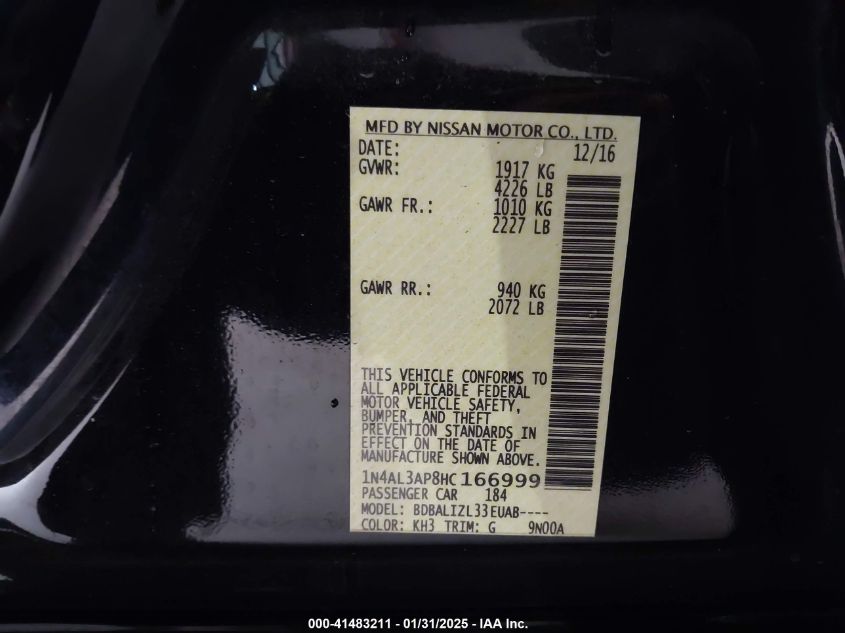 MFD BY NISSAN MOTOR CO., LTD.
DATE: 12/16
GVWR: 1917 KG
4226 LB
GAWR FR.: 1010 KG
2227 LB
GAWR RR.: 940 KG
2072 LB
THIS VEHICLE CONFORMS TO
ALL APPLICABLE FEDERAL
MOTOR VEHICLE SAFETY,
BUMPER, AND THEFT
PREVENTION STANDARDS IN
EFFECT ON THE DATE OF
MANUFACTURE SHOWN ABOVE.
1N4AL3AP8HC166999
PASSENGER CAR 184
MODEL: BDBALIZL33EUAB----
COLOR: KH3 TRIM: G 9N00A
000-41483211 - 01/31/2025 - IAA Inc.